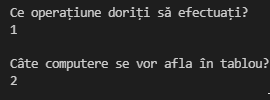 Ce operațiune doriți să efectuați?
1
Câte computere se vor afla în tablou?
2